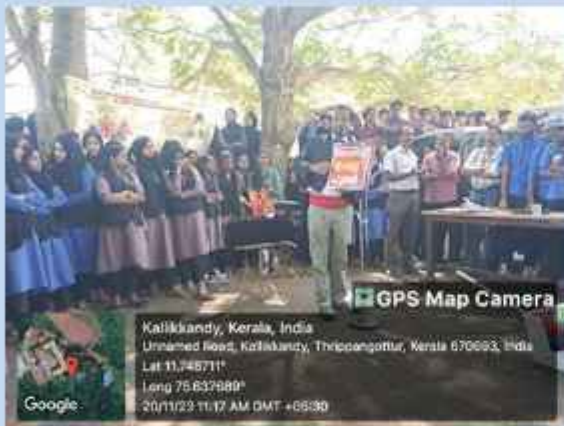 GPS Map Camera
Kallikkandy, Kerala, India
Unnamed Road, Kallikkandy, Thrippangottur, Kerala 670693, India
Lat 11.748711°
Long 75.637689°
20/11/23 11:17 AM GMT +05:30
Google